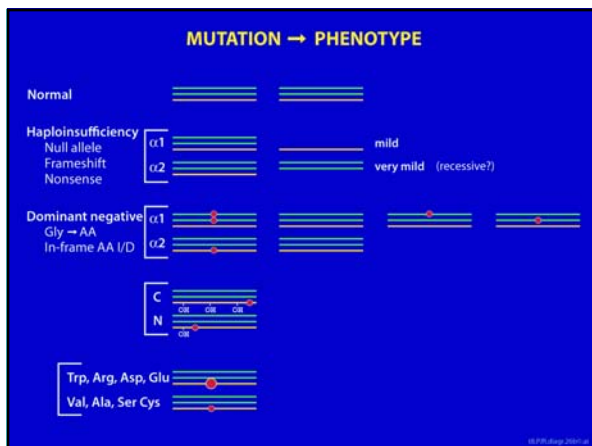 MUTATION → PHENOTYPE
Normal
Haploinsufficiency
Null allele
Frameshift
Nonsense
α1
mild
α2
very mild (recessive?)
Dominant negative
Gly → AA
In-frame AA I/D
α1
α2
C
OH OH OH
N
OH
Trp, Arg, Asp, Glu
Val, Ala, Ser Cys